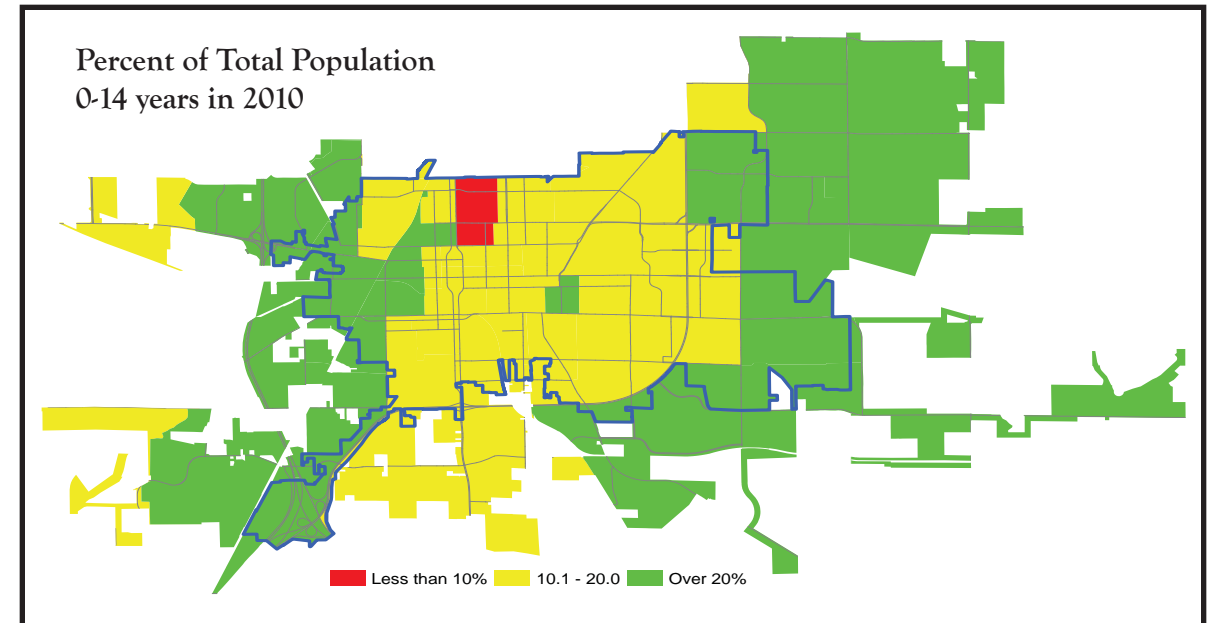 Percent of Total Population
0-14 years in 2010
Less than 10% 10.1 - 20.0 Over 20%